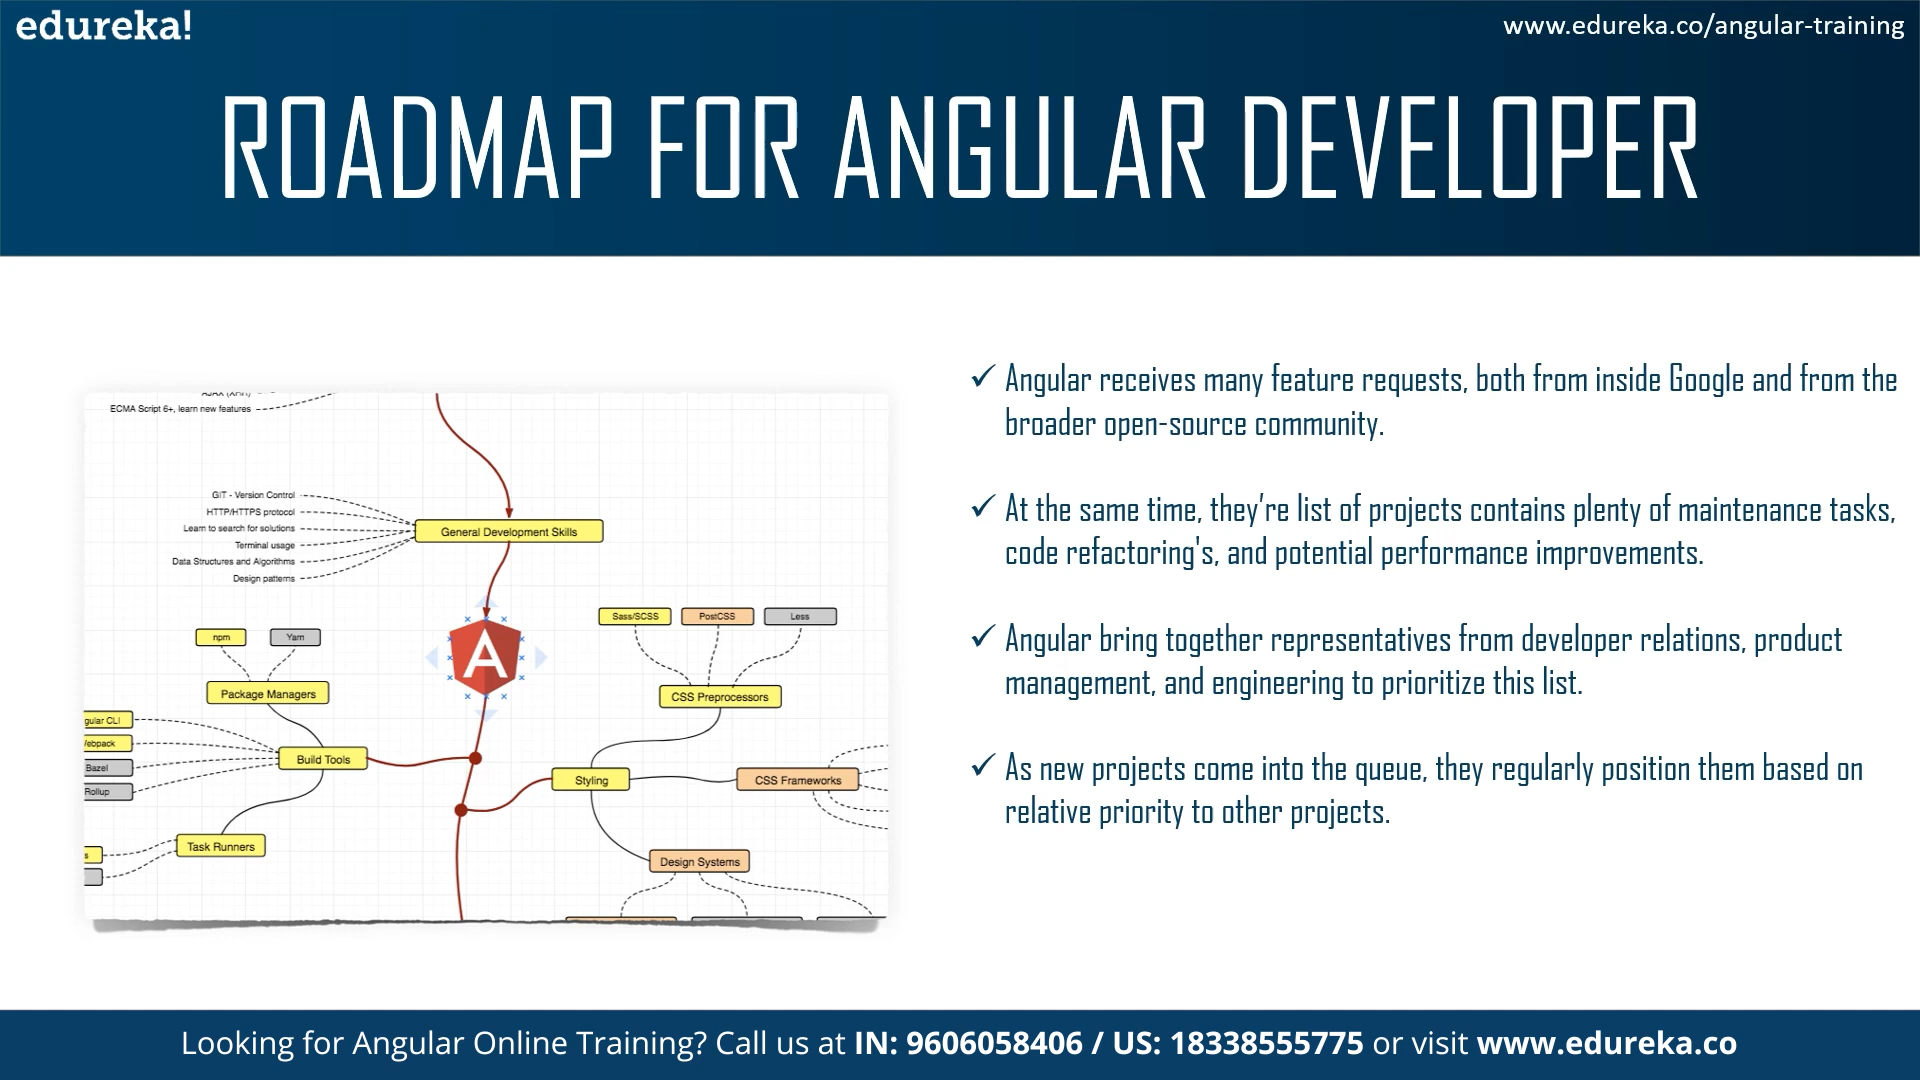 edureka!
www.edureka.co/angular-training
ROADMAP FOR ANGULAR DEVELOPER
ECMA Script 6+, learn new features
GIT - Version Control
HTTP/HTTPS protocol
Learn to search for solutions
Terminal usage
Data Structures and Algorithms
Design patterns
General Development Skills
A
npm
Yarn
Package Managers
Sass/SCSS
PostCSS
Less
CSS Preprocessors
gular CLI
Bazel
Rollup
Build Tools
Task Runners
Styling
CSS Frameworks
Design Systems
✓ Angular receives many feature requests, both from inside Google and from the
broader open-source community.
✓ At the same time, they’re list of projects contains plenty of maintenance tasks,
code refactoring's, and potential performance improvements.
✓ Angular bring together representatives from developer relations, product
management, and engineering to prioritize this list.
✓ As new projects come into the queue, they regularly position them based on
relative priority to other projects.
Looking for Angular Online Training? Call us at IN: 9606058406 / US: 18338555775 or visit www.edureka.co